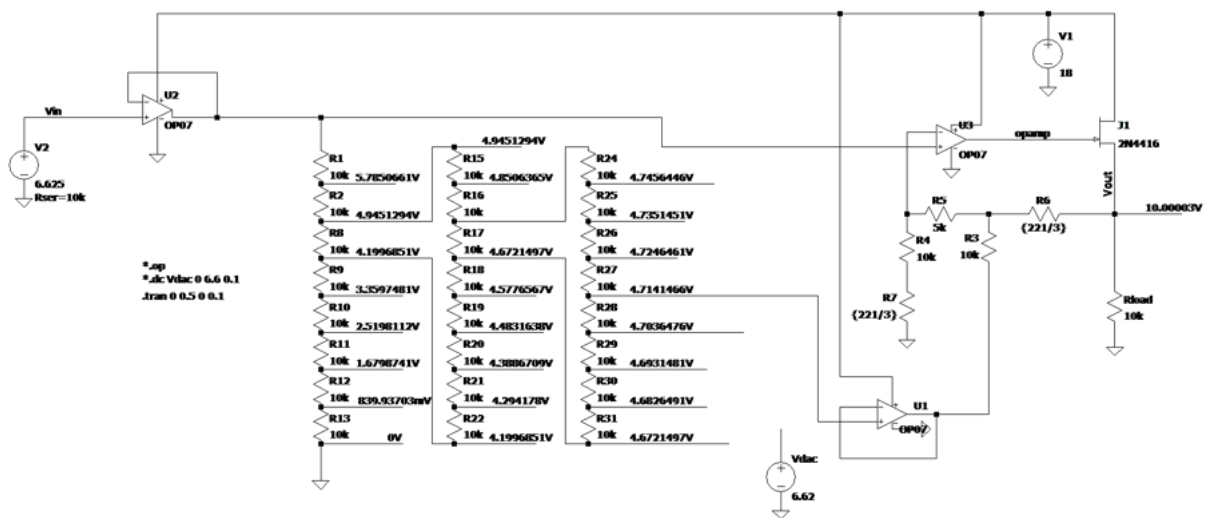 V1
18
U2
Vin
OP07
V2
6.625
Rser=10k
U3
opamp
OP07
J1
2N4416
Vout
4.9451294V
R1
10k
5.7850661V
R2
10k
4.9451294V
R8
10k
4.1996851V
R9
10k
3.3597481V
R10
10k
2.5198112V
R11
10k
1.6798741V
R12
10k
839.93703mV
R13
10k
0V
R15
10k
4.8506365V
R16
10k
R17
10k
4.6721497V
R18
10k
4.5776567V
R19
10k
4.4831638V
R20
10k
4.3886709V
R21
10k
4.294178V
R22
10k
4.1996851V
R24
10k
4.7456446V
R25
10k
4.7351451V
R26
10k
4.7246461V
R27
10k
4.7141466V
R28
10k
4.7036476V
R29
10k
4.6931481V
R30
10k
4.6826491V
R31
10k
4.6721497V
*.op
*.dc Vdac 0 6.6 0.1
.tran 0 0.5 0 0.1
R5
5k
R6
{221/3}
10.00003V
R4
10k
R3
10k
R7
{221/3}
Rload
10k
U1
OP07
Vdac
6.62